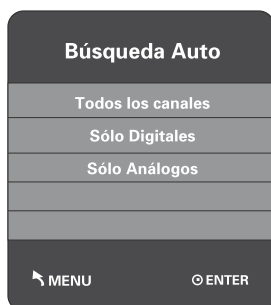 Búsqueda Auto
Todos los canales
Sólo Digitales
Sólo Análogos
MENU ENTER